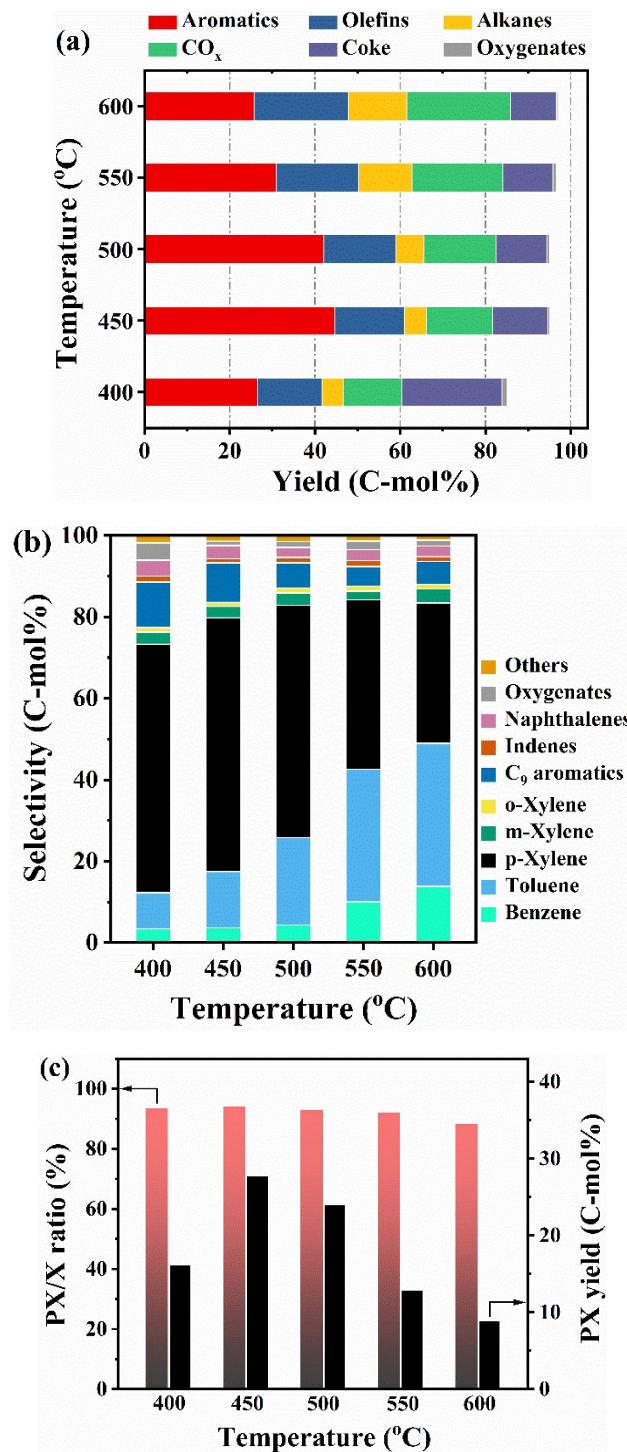 Aromatics Olefins Alkanes
(a) COx Coke Oxygenates
600
550
500
450
400
Temperature (°C)
0 20 40 60 80 100
Yield (C-mol%)
(b)
100
80
60
40
20
0
Selectivity (C-mol%)
Others
Oxygenates
Naphthalenes
Indenes
C9 aromatics
o-Xylene
m-Xylene
p-Xylene
Toluene
Benzene
400 450 500 550 600
Temperature (°C)
(c)
100
80
60
40
20
0
PX/X ratio (%)
40
30
20
10
0
PX yield (C-mol%)
400 450 500 550 600
Temperature (°C)